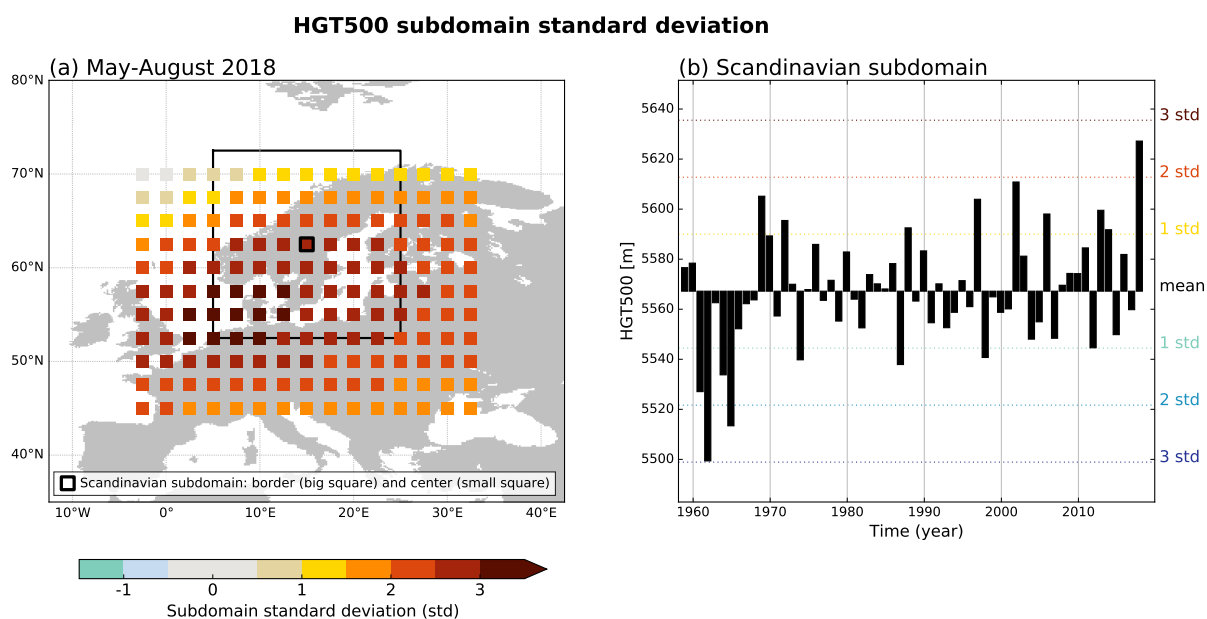 HGT500 subdomain standard deviation
(a) May-August 2018
80°N
70°N
60°N
50°N
40°N
Scandinavian subdomain: border (big square) and center (small square)
10°W 0° 10°E 20°E 30°E 40°E
-1 0 1 2 3
Subdomain standard deviation (std)
(b) Scandinavian subdomain
HGT500 [m]
5640
5620
5600
5580
5560
5540
5520
5500
3 std
2 std
1 std
mean
1 std
2 std
3 std
1960 1970 1980 1990 2000 2010
Time (year)